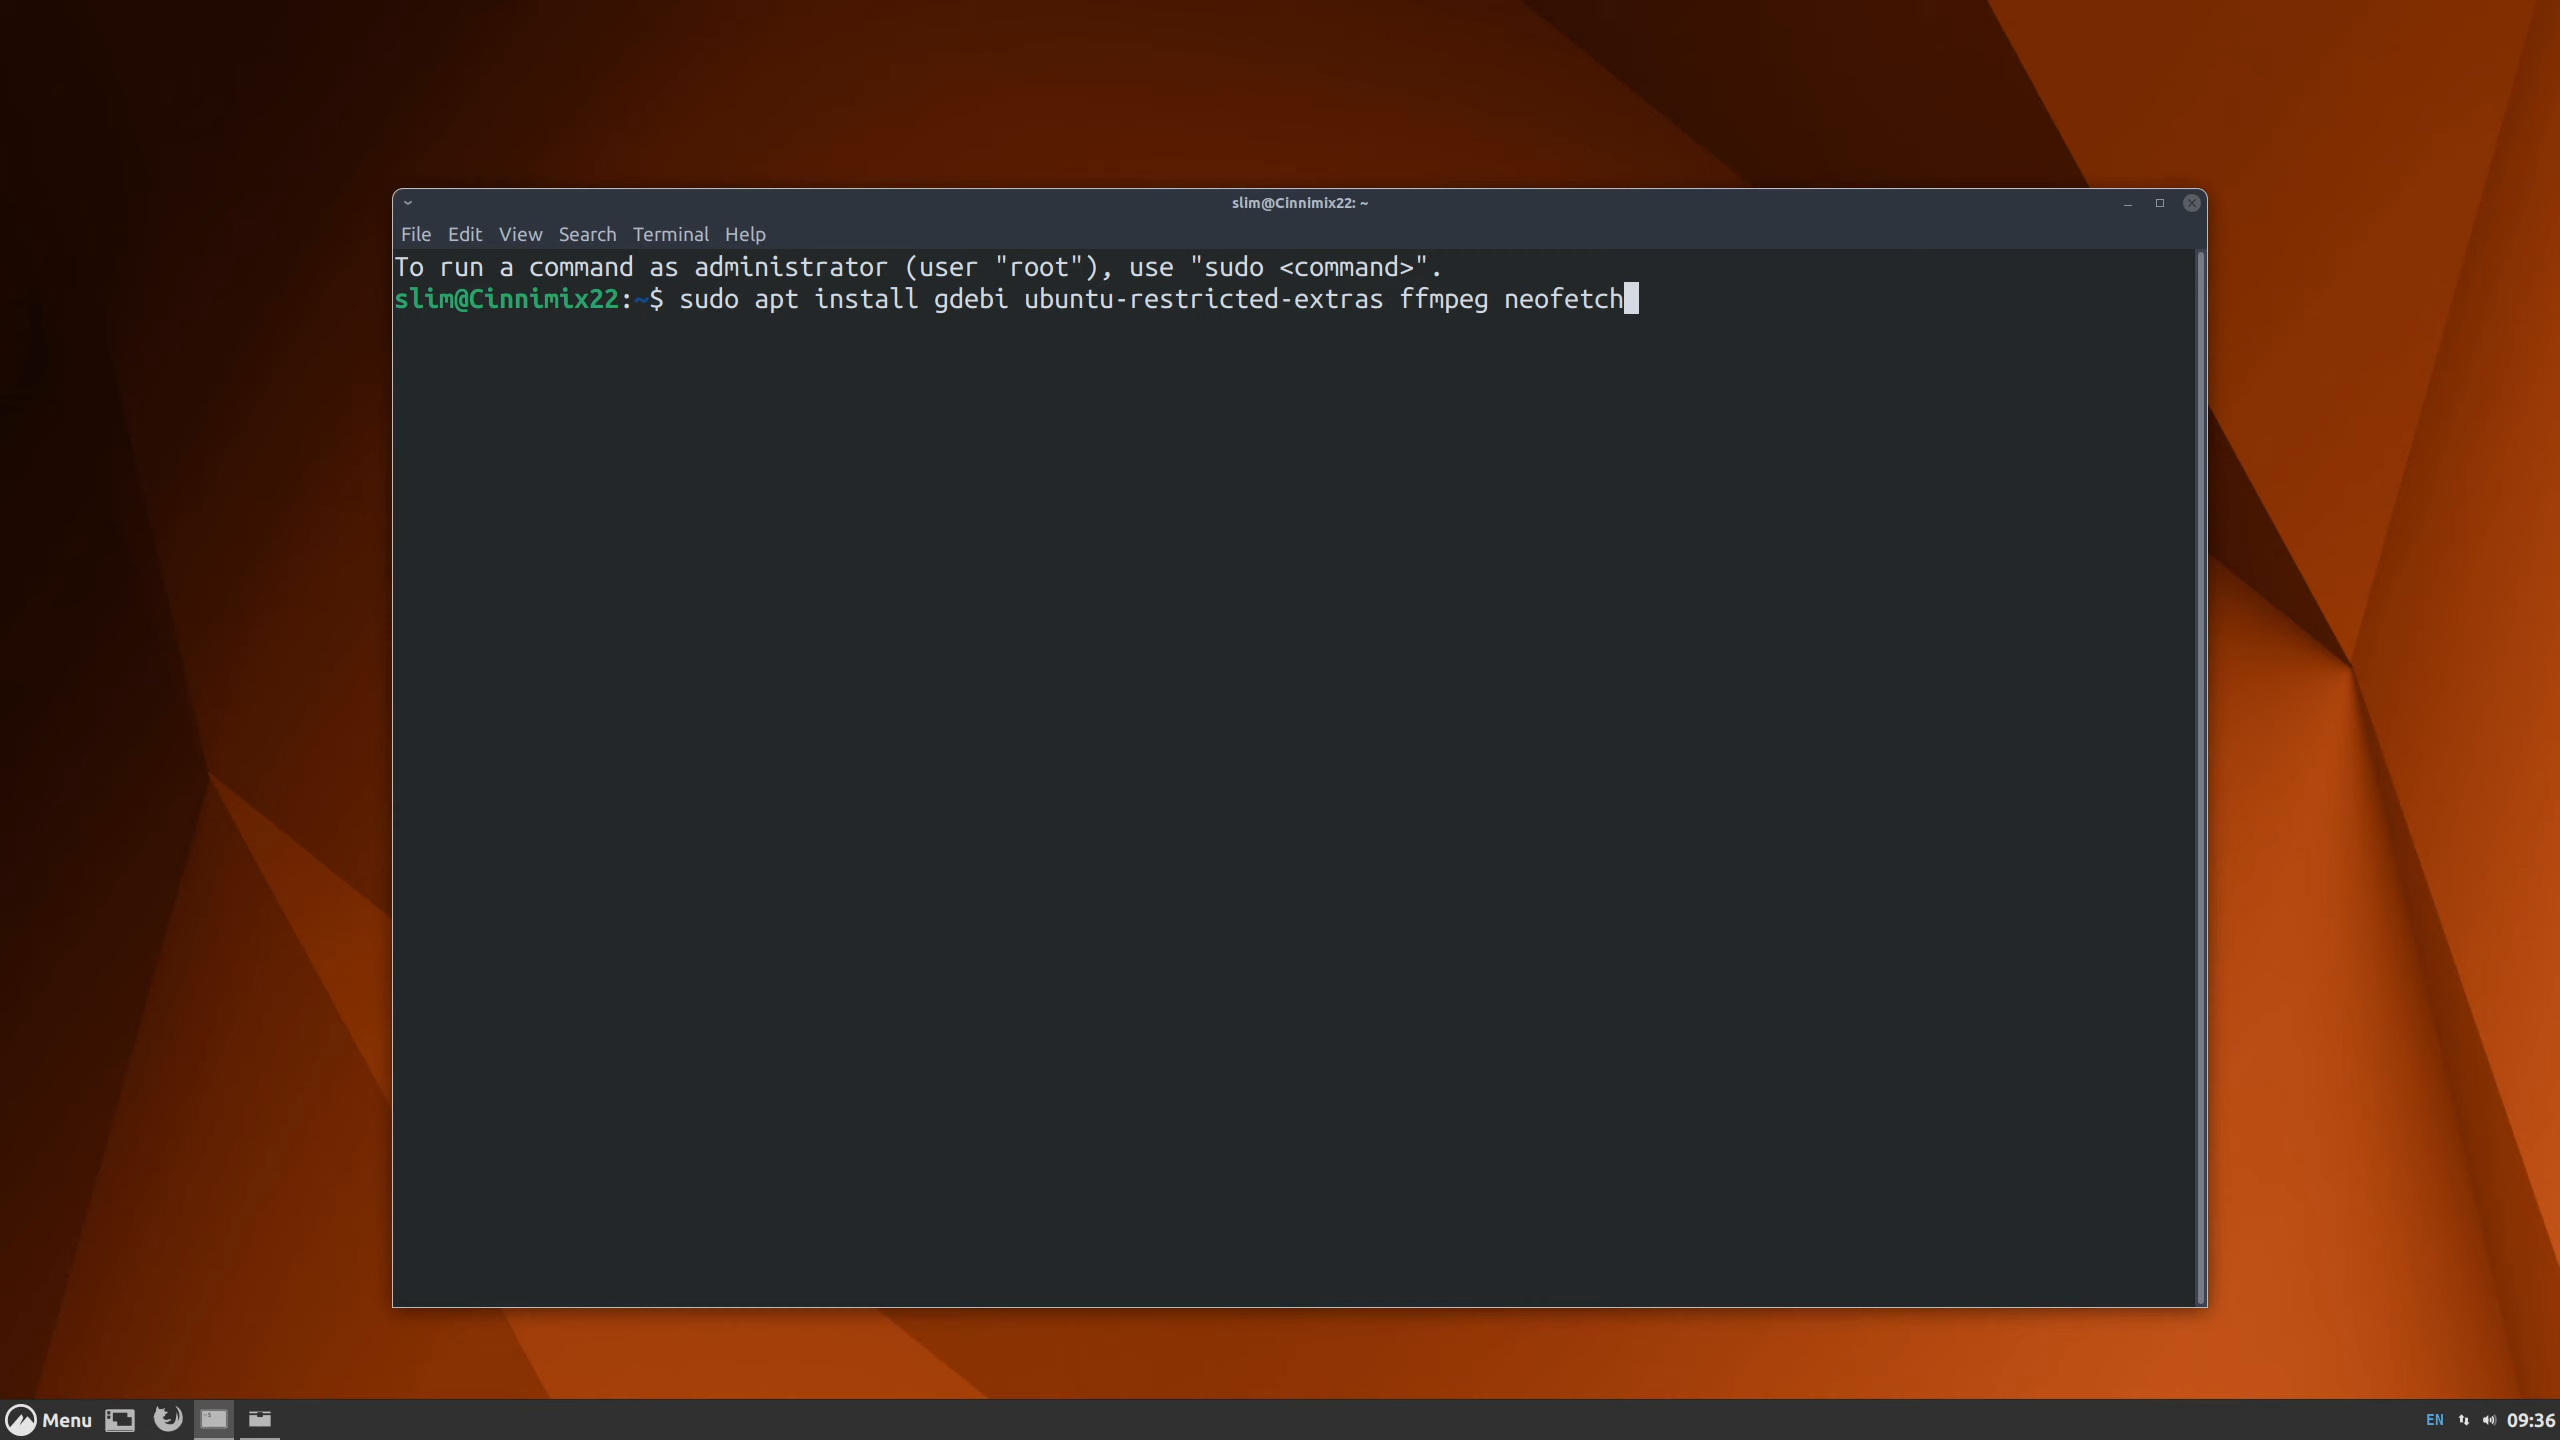 slim@Cinnimix22: ~
File Edit View Search Terminal Help
To run a command as administrator (user "root"), use "sudo <command>".
slim@Cinnimix22:~$ sudo apt install gdebi ubuntu-restricted-extras ffmpeg neofetch
Menu
EN 09:36